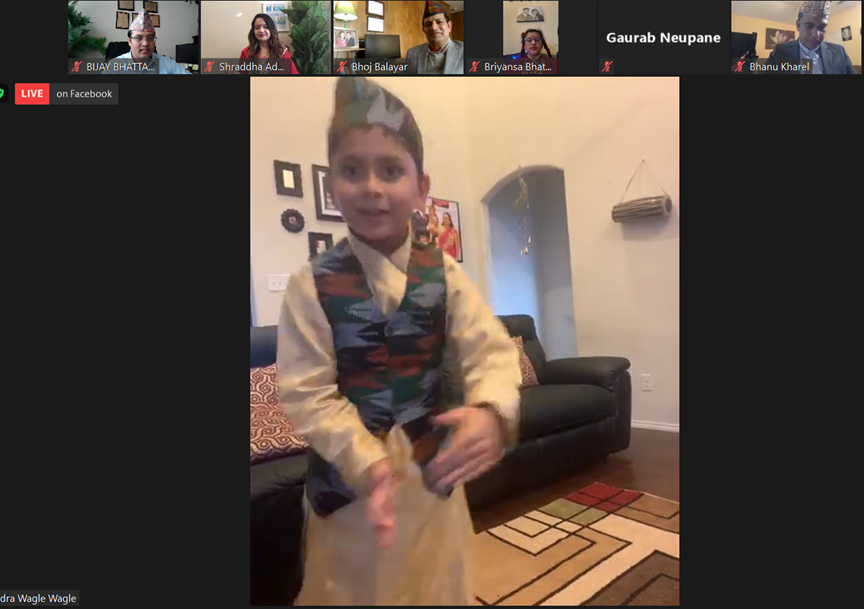 BIJAY BHATTA...
Shraddha Ad...
Bhoj Balayar
Briyansa Bhat...
Gaurab Neupane
Bhanu Kharel
LIVE on Facebook
dra Wagle Wagle